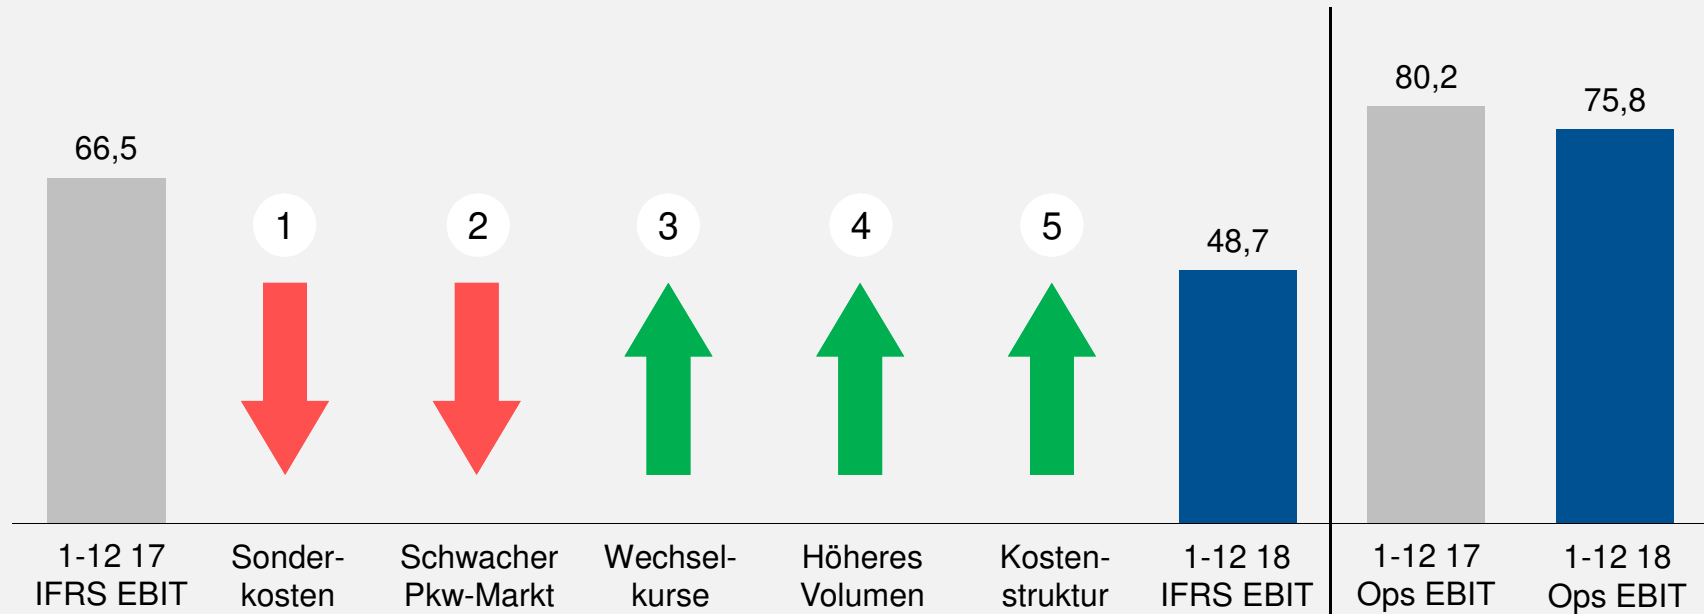 80,2
75,8
66,5
1
2
3
4
5
48,7
1-12 17
IFRS EBIT
Sonder-
kosten
Schwacher
Pkw-Markt
Wechsel-
kurse
Höheres
Volumen
Kosten-
struktur
1-12 18
IFRS EBIT
1-12 17
Ops EBIT
1-12 18
Ops EBIT